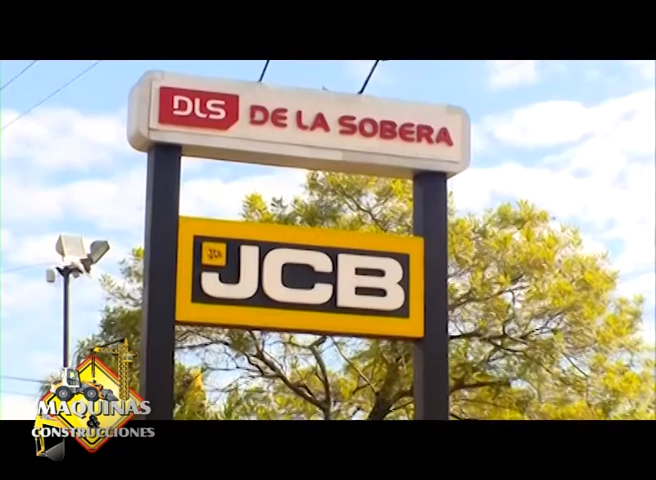 DLS DE LA SOBERA
JCB
JCB
MAQUINAS
& CONSTRUCCIONES